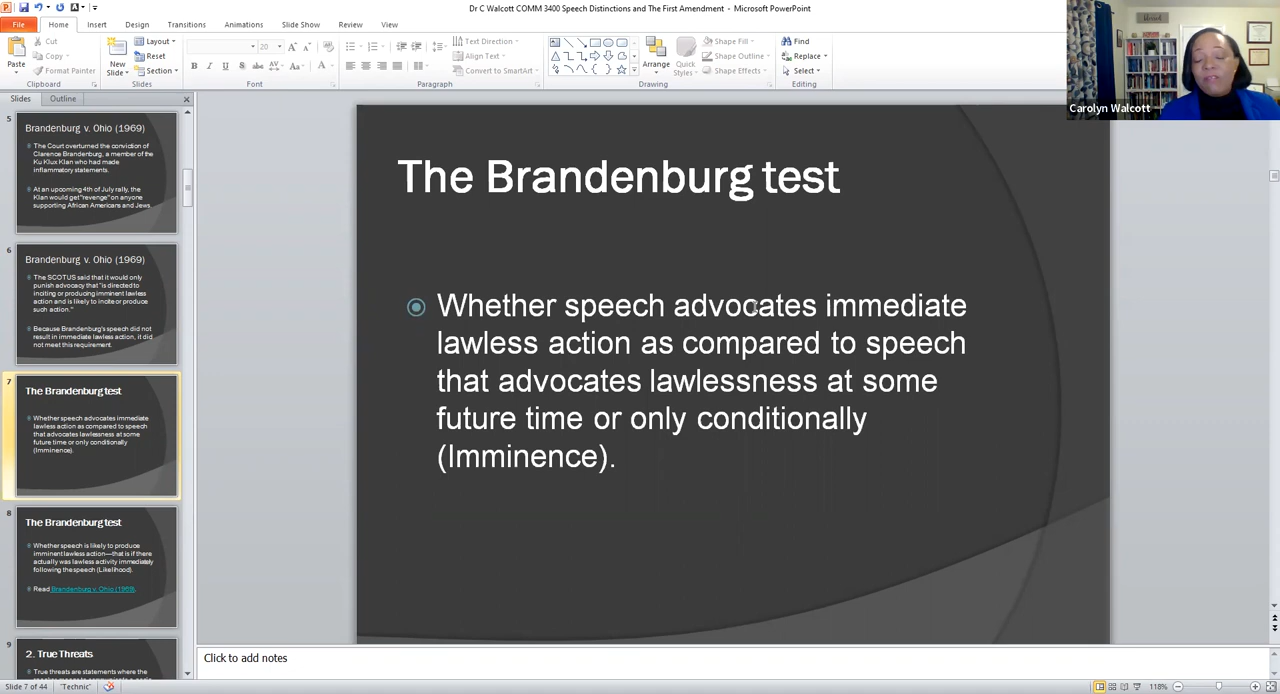 Dr C Walcott COMM 3400 Speech Distinctions and The First Amendment - Microsoft PowerPoint
File Home Insert Design Transitions Animations Slide Show Review View
Paste
Cut
Copy
Format Painter
Clipboard
New Slide
Layout
Reset
Section
Slides
20
Font
Paragraph
Text Direction
Align Text
Convert to SmartArt
Drawing
Arrange
Quick Styles
Shape Fill
Shape Outline
Shape Effects
Find
Replace
Select
Editing
Carolyn Walcott
Slides Outline
5
Brandenburg v. Ohio (1969)
The Court overturned the conviction of
Clarence Brandenburg, a member of the
Ku Klux Klan who had made
inflammatory statements.
At an upcoming 4th of July rally, the
Klan would get "revenge" on anyone
supporting African Americans and Jews.
6
Brandenburg v. Ohio (1969)
The SCOTUS said that it would only
punish advocacy that "is directed to
inciting or producing imminent lawless
action and is likely to incite or produce
such action."
Because Brandenburg's speech did not
result in immediate lawless action, it did
not meet this requirement.
7
The Brandenburg test
Whether speech advocates immediate
lawless action as compared to speech
that advocates lawlessness at some
future time or only conditionally
(Imminence).
8
The Brandenburg test
Whether speech is likely to produce
imminent lawless action—that is if there
actually was lawless activity immediately
following the speech (Likelihood).
Read Brandenburg v. Ohio (1969).
9
2. True Threats
True threats are statements where the
The Brandenburg test
Whether speech advocates immediate
lawless action as compared to speech
that advocates lawlessness at some
future time or only conditionally
(Imminence).
Click to add notes
Slide 7 of 44 "Technic" 118%